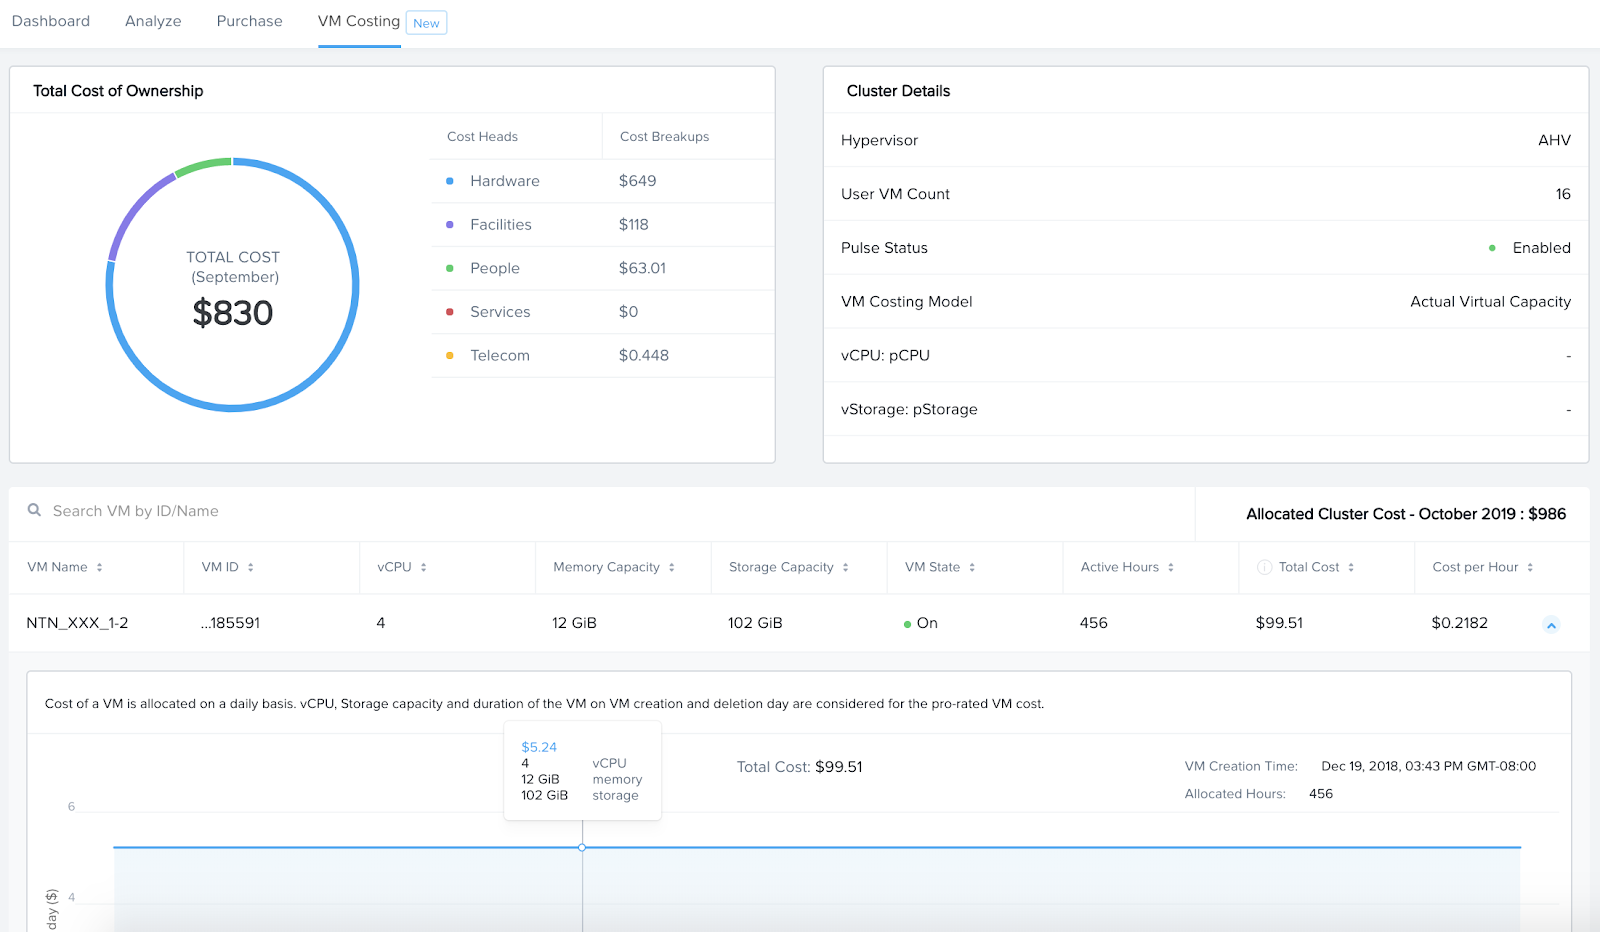 Dashboard Analyze Purchase VM Costing New
Total Cost of Ownership
Cost Heads Cost Breakups
Hardware $649
Facilities $118
People $63.01
Services $0
Telecom $0.448
TOTAL COST
(September)
$830
Cluster Details
Hypervisor AHV
User VM Count 16
Pulse Status Enabled
VM Costing Model Actual Virtual Capacity
vCPU: pCPU -
vStorage: pStorage -
Search VM by ID/Name
Allocated Cluster Cost - October 2019 : $986
VM Name VM ID vCPU Memory Capacity Storage Capacity VM State Active Hours Total Cost Cost per Hour
NTN_XXX_1-2 ...185591 4 12 GiB 102 GiB On 456 $99.51 $0.2182
Cost of a VM is allocated on a daily basis. vCPU, Storage capacity and duration of the VM on VM creation and deletion day are considered for the pro-rated VM cost.
$5.24
4 vCPU
12 GiB memory
102 GiB storage
Total Cost: $99.51
VM Creation Time: Dec 19, 2018, 03:43 PM GMT-08:00
Allocated Hours: 456
6
4
day ($)